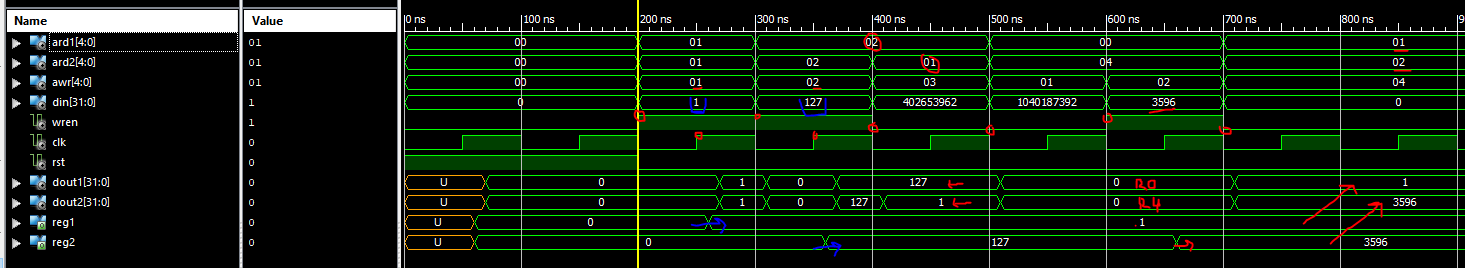 Name Value 0 ns 100 ns 200 ns 300 ns 400 ns 500 ns 600 ns 700 ns 800 ns
ard1[4:0] 01 00 01 02 00 01
ard2[4:0] 01 00 02 01 04 02
awr[4:0] 01 00 01 02 03 01 02 04
din[31:0] 1 0 1 127 402653962 1040187392 3596 0
wren 1
clk 0
rst 0
dout1[31:0] 0 U 0 1 0 127 0 R0 1
dout2[31:0] 0 U 0 1 0 127 1 0 R4 3596
reg1 0 U 0 1
reg2 0 U 0 127 3596